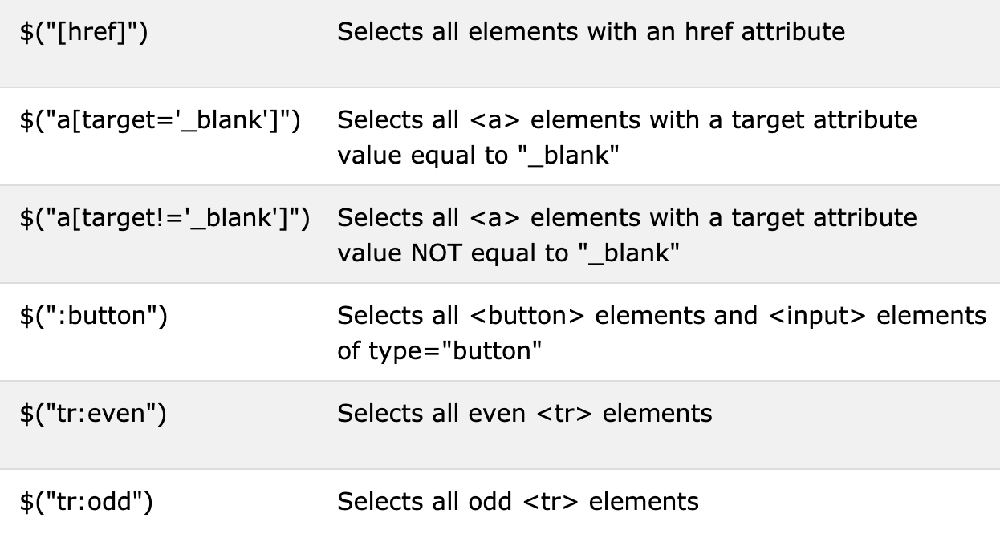 $("[href]") Selects all elements with an href attribute
$("a[target='_blank']") Selects all <a> elements with a target attribute
value equal to "_blank"
$("a[target!='_blank']") Selects all <a> elements with a target attribute
value NOT equal to "_blank"
$(":button") Selects all <button> elements and <input> elements
of type="button"
$("tr:even") Selects all even <tr> elements
$("tr:odd") Selects all odd <tr> elements